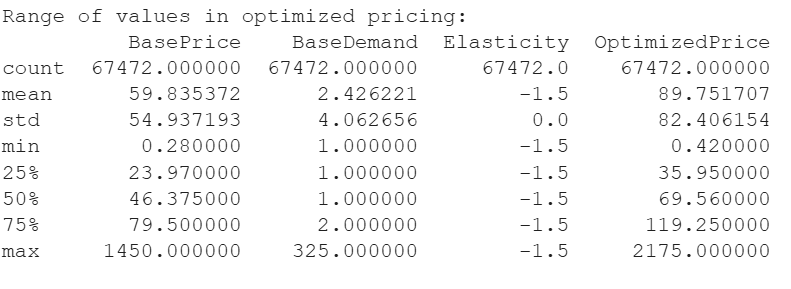 Range of values in optimized pricing:
BasePrice BaseDemand Elasticity OptimizedPrice
count 67472.000000 67472.000000 67472.0 67472.000000
mean 59.835372 2.426221 -1.5 89.751707
std 54.937193 4.062656 0.0 82.406154
min 0.280000 1.000000 -1.5 0.420000
25% 23.970000 1.000000 -1.5 35.950000
50% 46.375000 1.000000 -1.5 69.560000
75% 79.500000 2.000000 -1.5 119.250000
max 1450.000000 325.000000 -1.5 2175.000000